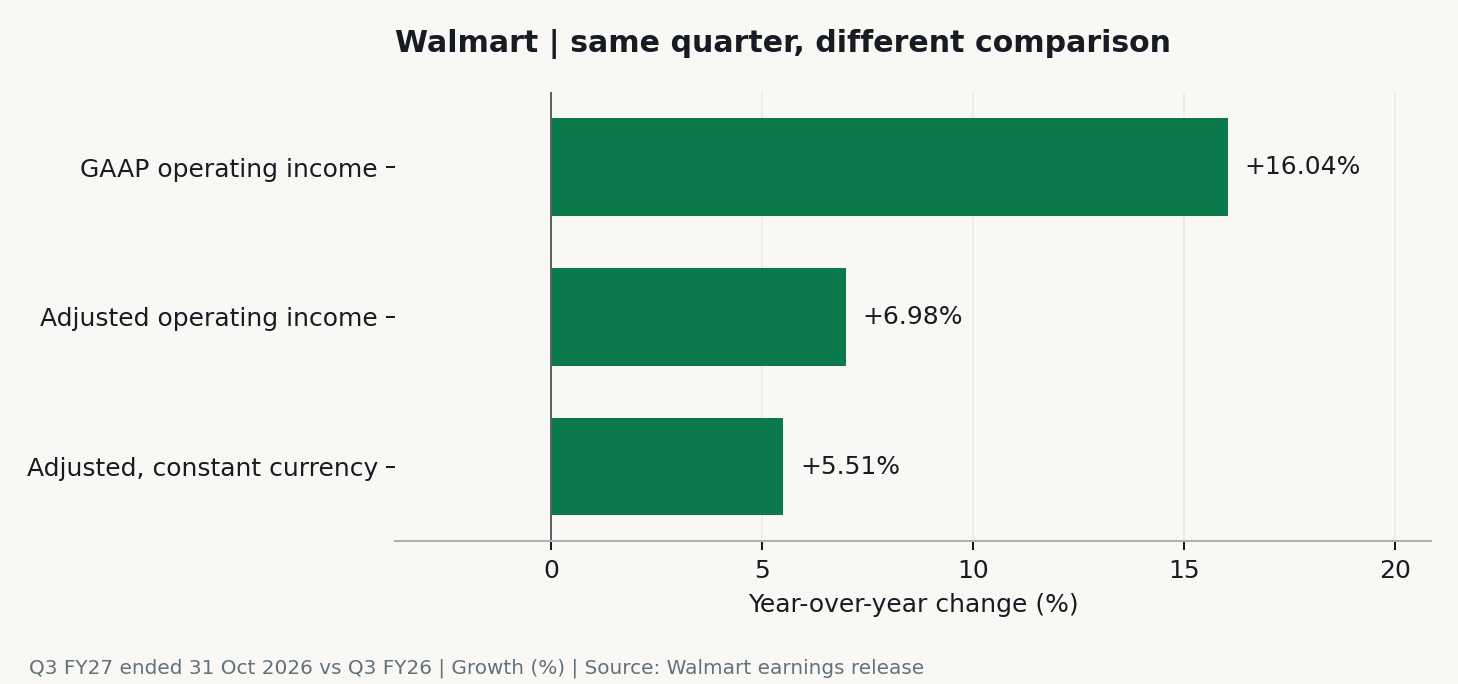 Walmart | same quarter, different comparison
GAAP operating income
+16.04%
Adjusted operating income
+6.98%
Adjusted, constant currency
+5.51%
0 5 10 15 20
Year-over-year change (%)
Q3 FY27 ended 31 Oct 2026 vs Q3 FY26 | Growth (%) | Source: Walmart earnings release